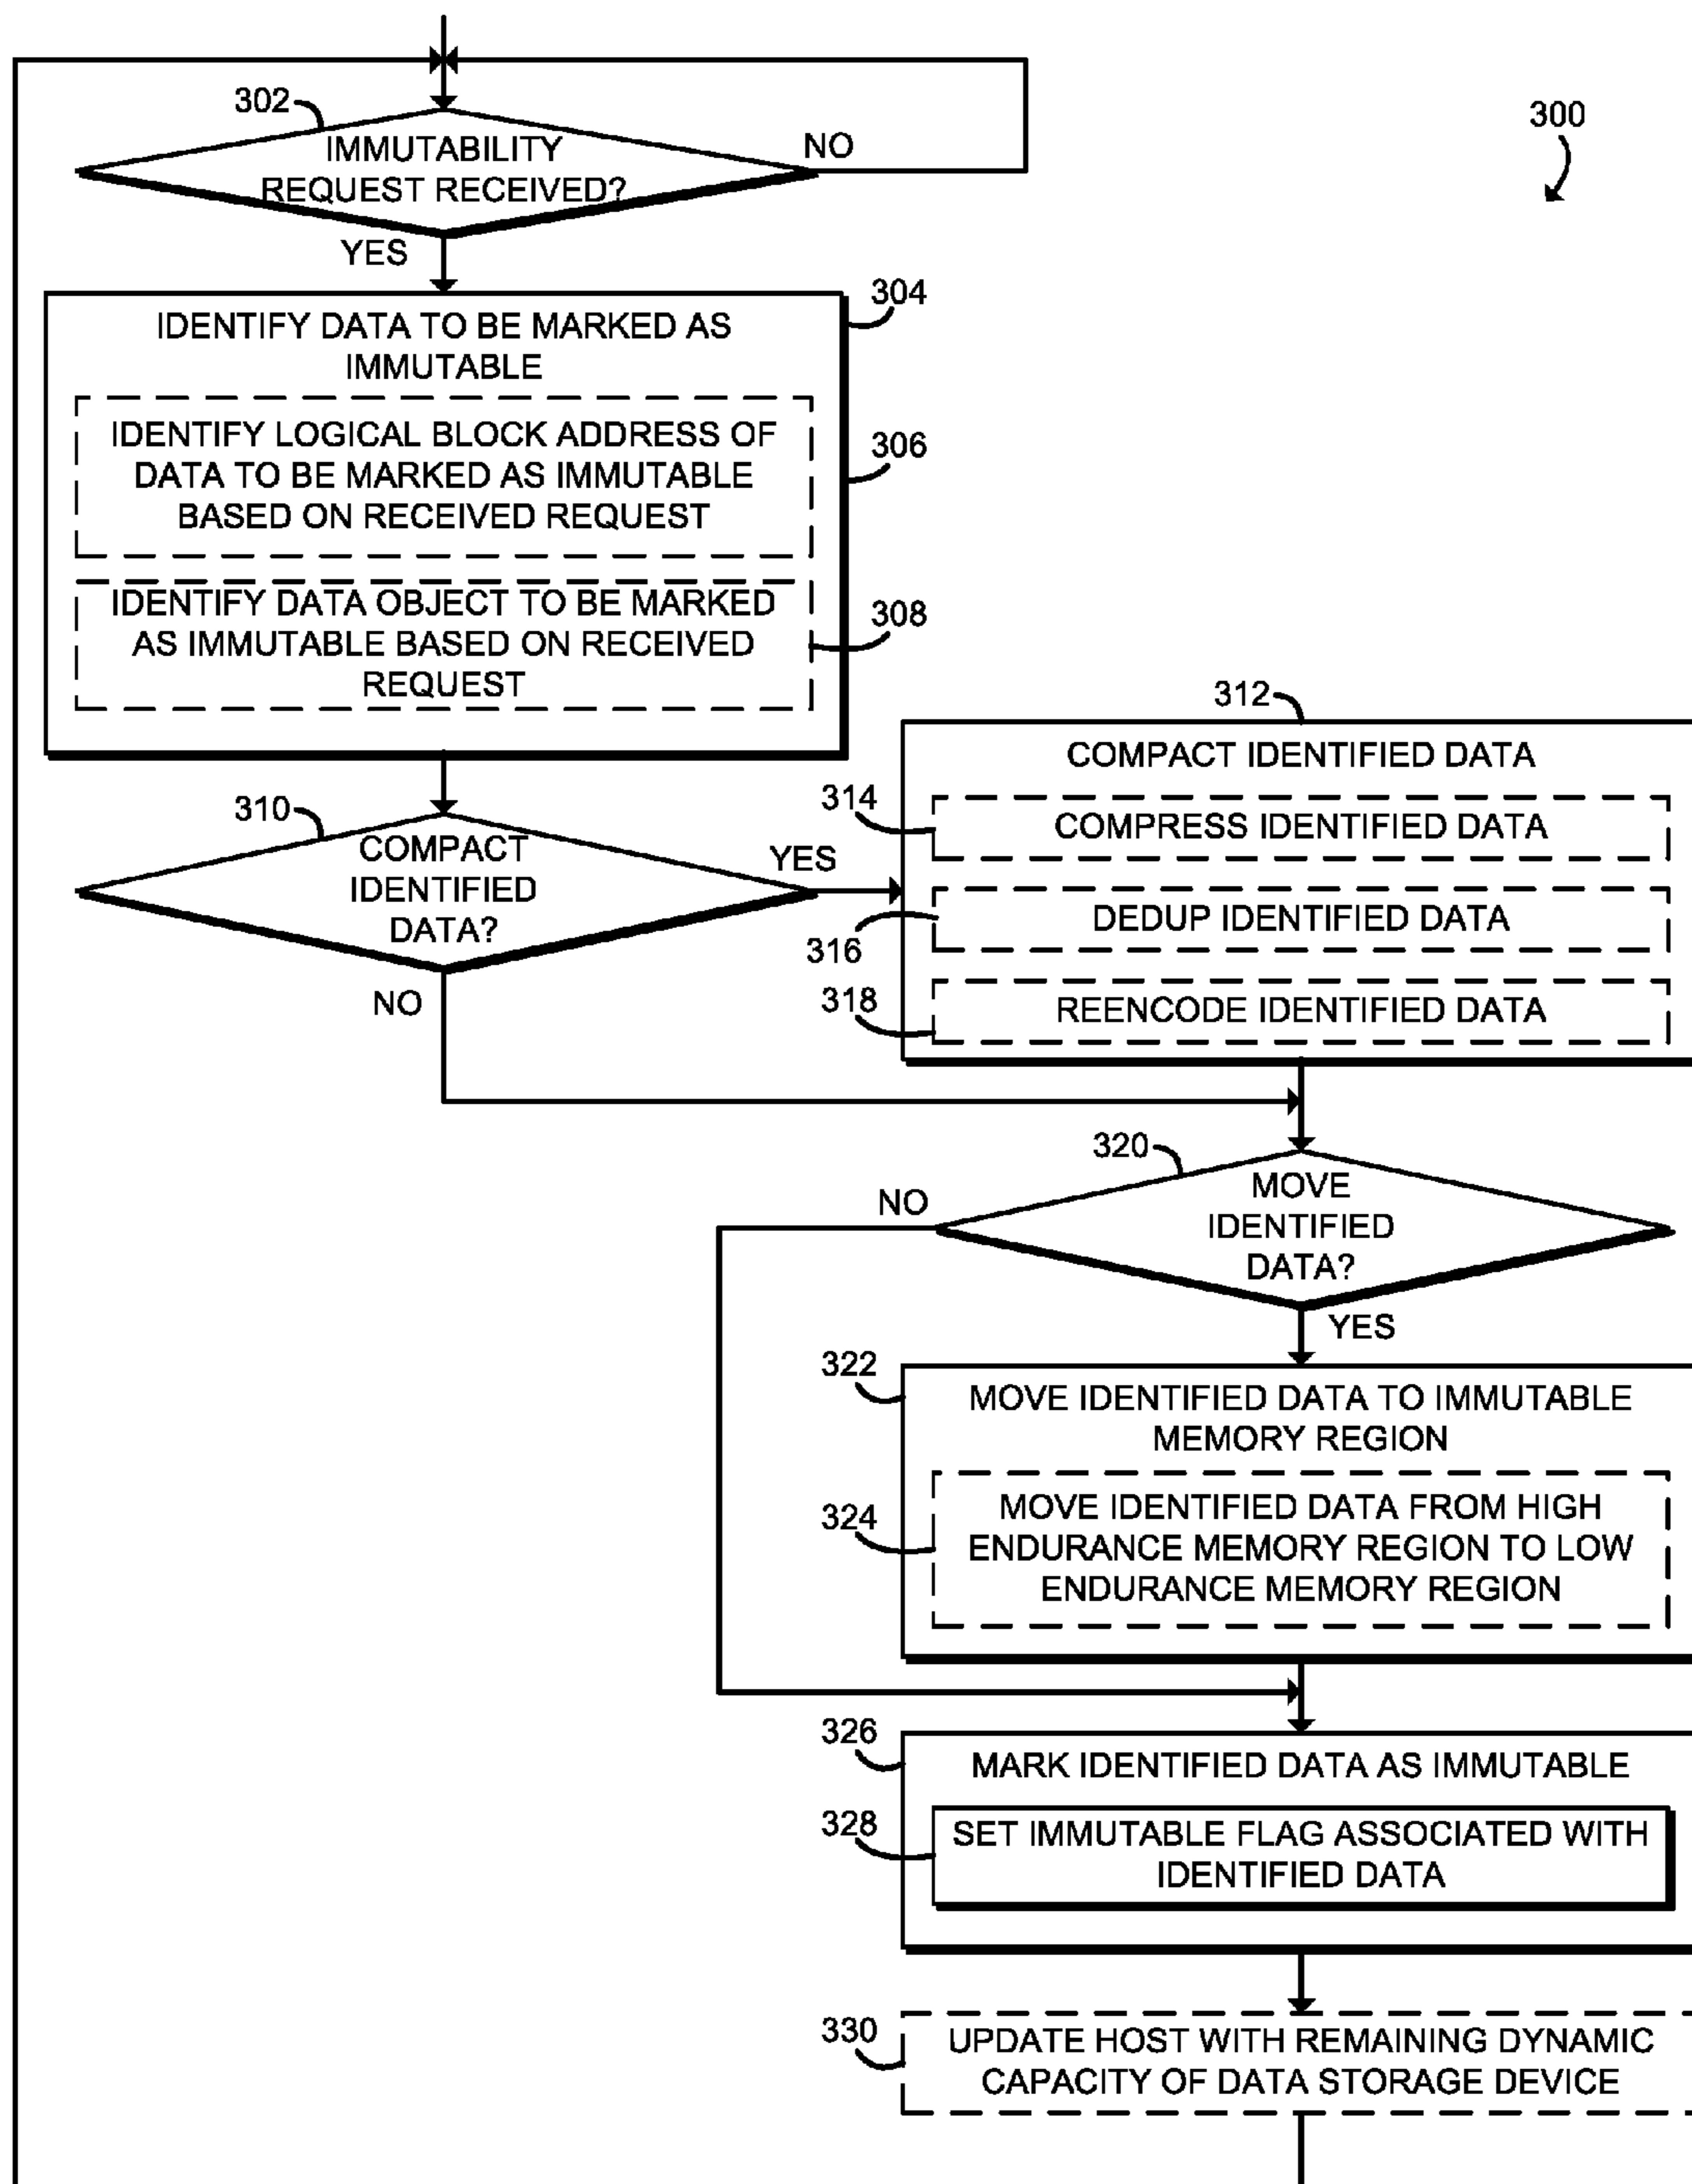 300
302
IMMUTABILITY
REQUEST RECEIVED?
NO
YES
304
IDENTIFY DATA TO BE MARKED AS
IMMUTABLE
306
IDENTIFY LOGICAL BLOCK ADDRESS OF
DATA TO BE MARKED AS IMMUTABLE
BASED ON RECEIVED REQUEST
308
IDENTIFY DATA OBJECT TO BE MARKED
AS IMMUTABLE BASED ON RECEIVED
REQUEST
310
COMPACT
IDENTIFIED
DATA?
YES
NO
312
COMPACT IDENTIFIED DATA
314
COMPRESS IDENTIFIED DATA
316
DEDUP IDENTIFIED DATA
318
REENCODE IDENTIFIED DATA
320
MOVE
IDENTIFIED
DATA?
NO
YES
322
MOVE IDENTIFIED DATA TO IMMUTABLE
MEMORY REGION
324
MOVE IDENTIFIED DATA FROM HIGH
ENDURANCE MEMORY REGION TO LOW
ENDURANCE MEMORY REGION
326
MARK IDENTIFIED DATA AS IMMUTABLE
328
SET IMMUTABLE FLAG ASSOCIATED WITH
IDENTIFIED DATA
330
UPDATE HOST WITH REMAINING DYNAMIC
CAPACITY OF DATA STORAGE DEVICE